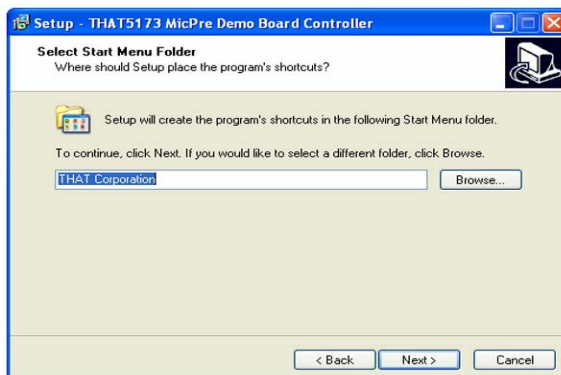 Setup - THAT5173 MicPre Demo Board Controller
Select Start Menu Folder
Where should Setup place the program's shortcuts?
Setup will create the program's shortcuts in the following Start Menu folder.
To continue, click Next. If you would like to select a different folder, click Browse.
THAT Corporation
Browse...
< Back
Next >
Cancel